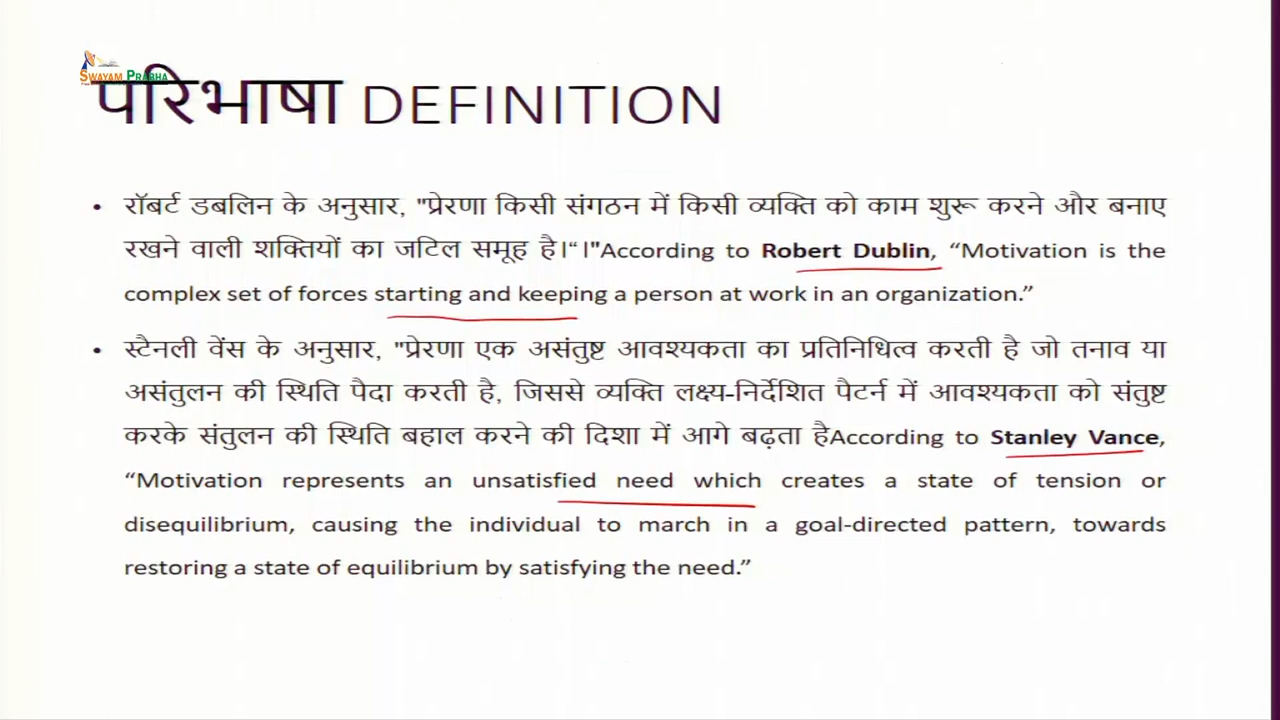 SWAYAM PRABHA
परिभाषा DEFINITION
• रॉबर्ट डबलिन के अनुसार, "प्रेरणा किसी संगठन में किसी व्यक्ति को काम शुरू करने और बनाए
रखने वाली शक्तियों का जटिल समूह है।“।"According to Robert Dublin, “Motivation is the
complex set of forces starting and keeping a person at work in an organization.”
• स्टैनली वेंस के अनुसार, "प्रेरणा एक असंतुष्ट आवश्यकता का प्रतिनिधित्व करती है जो तनाव या
असंतुलन की स्थिति पैदा करती है, जिससे व्यक्ति लक्ष्य-निर्देशित पैटर्न में आवश्यकता को संतुष्ट
करके संतुलन की स्थिति बहाल करने की दिशा में आगे बढ़ता हैAccording to Stanley Vance,
“Motivation represents an unsatisfied need which creates a state of tension or
disequilibrium, causing the individual to march in a goal-directed pattern, towards
restoring a state of equilibrium by satisfying the need.”